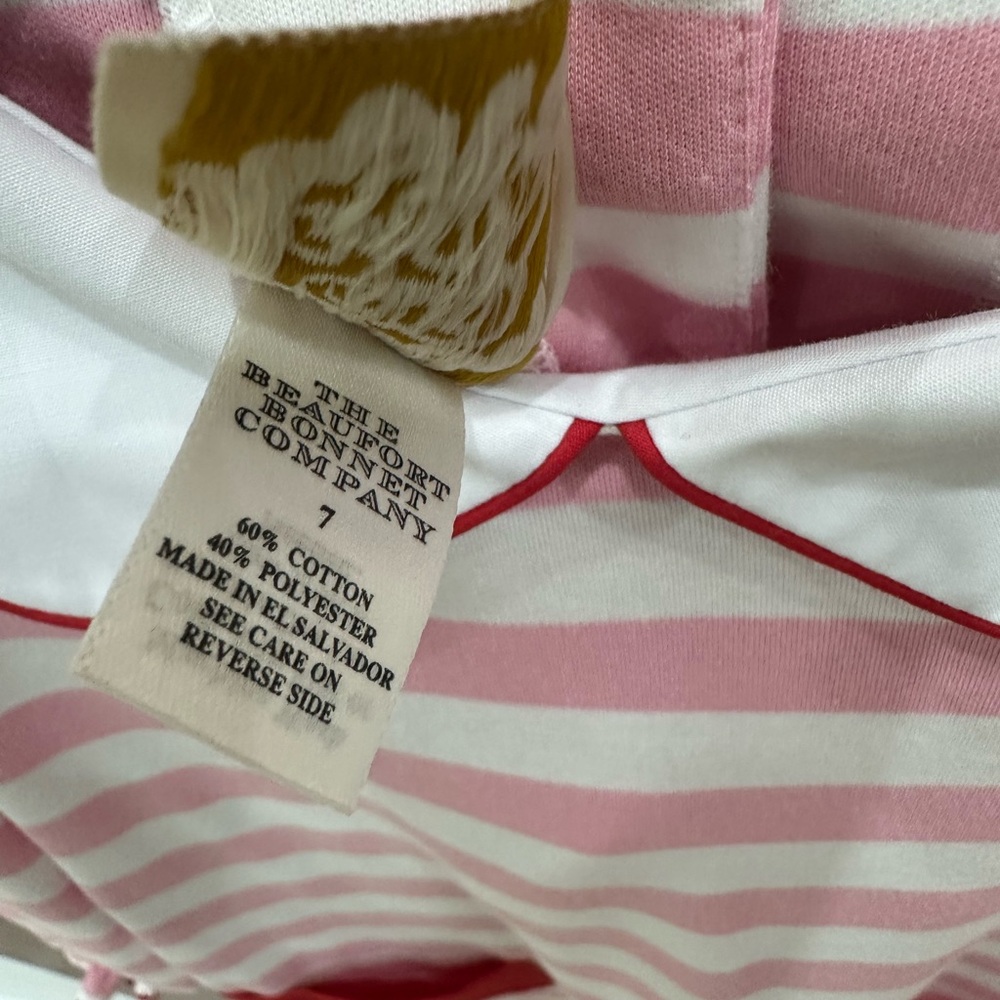 THE
BEAUFORT
BONNET
COMPANY
7
60% COTTON
40% POLYESTER
MADE IN EL SALVADOR
SEE CARE ON
REVERSE SIDE